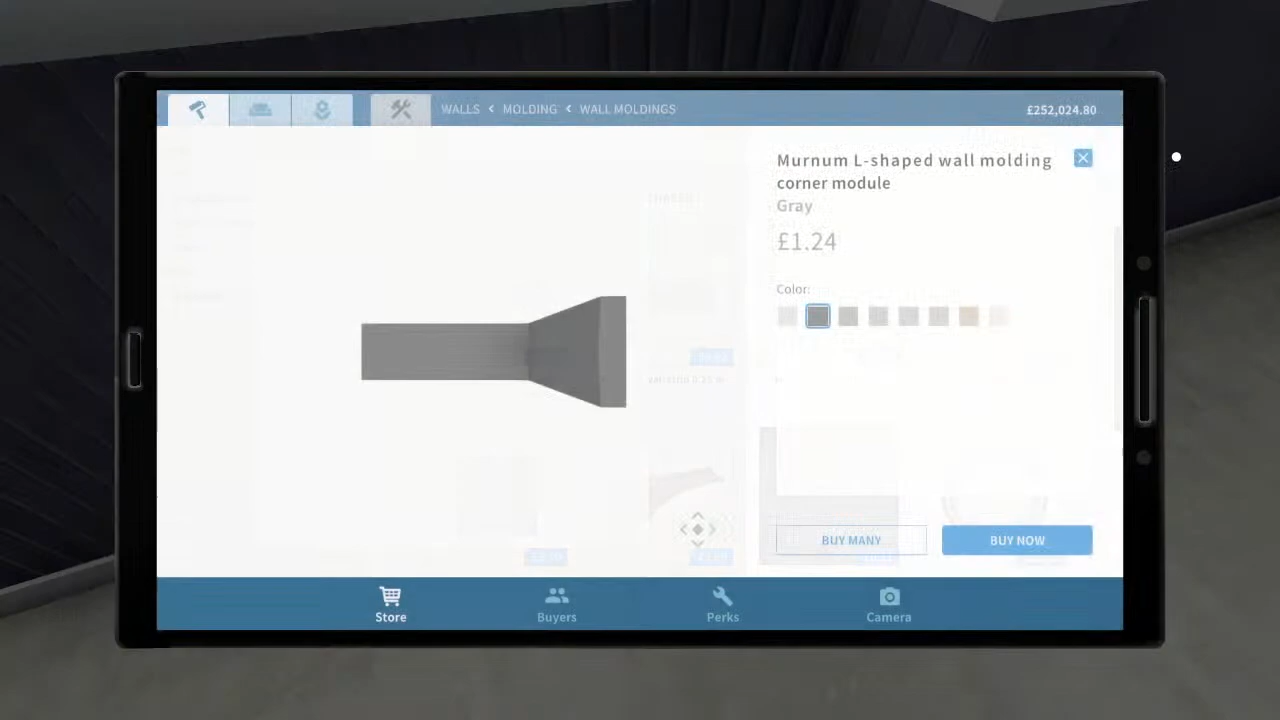 WALLS < MOLDING < WALL MOLDINGS
£252,024.80
Murnum L-shaped wall molding
corner module
Gray
£1.24
Color:
BUY MANY
BUY NOW
Store
Buyers
Perks
Camera